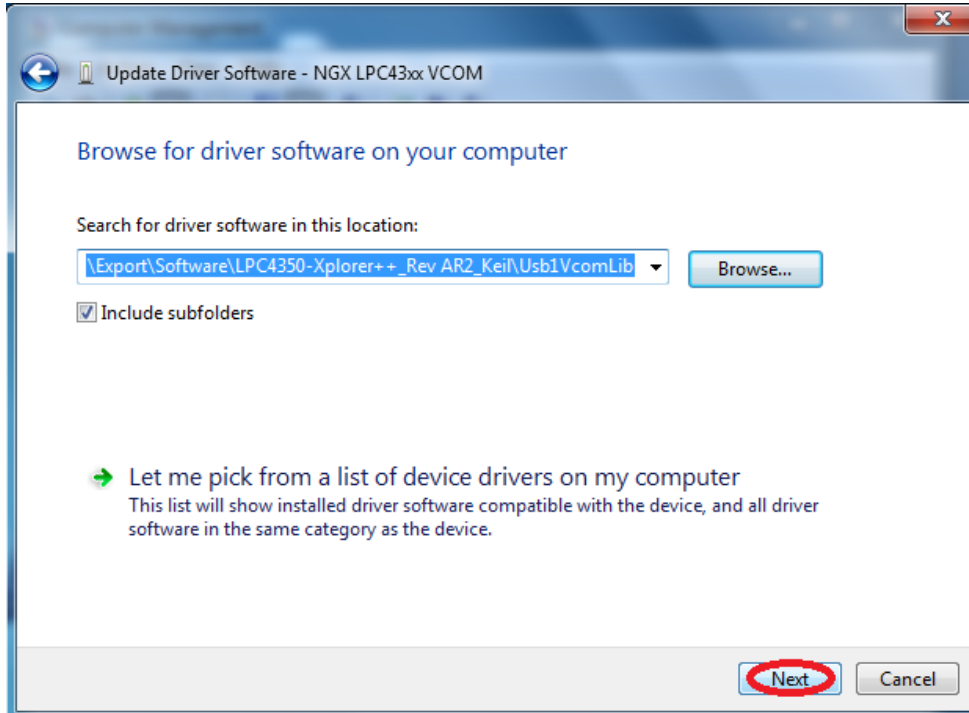 Computer Management
Update Driver Software - NGX LPC43xx VCOM
Browse for driver software on your computer
Search for driver software in this location:
\Export\Software\LPC4350-Xplorer++_Rev AR2_Keil\Usb1VcomLib
Browse...
Include subfolders
Let me pick from a list of device drivers on my computer
This list will show installed driver software compatible with the device, and all driver
software in the same category as the device.
Next
Cancel